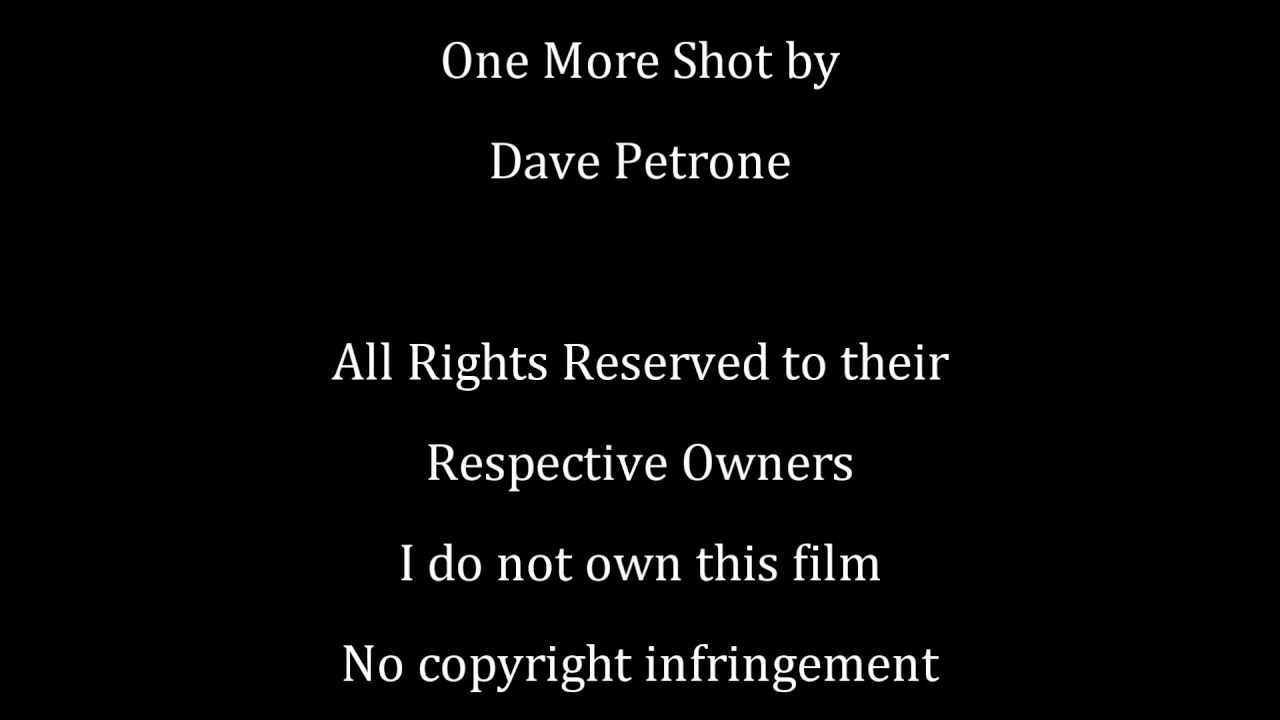 One More Shot by
Dave Petrone
All Rights Reserved to their
Respective Owners
I do not own this film
No copyright infringement